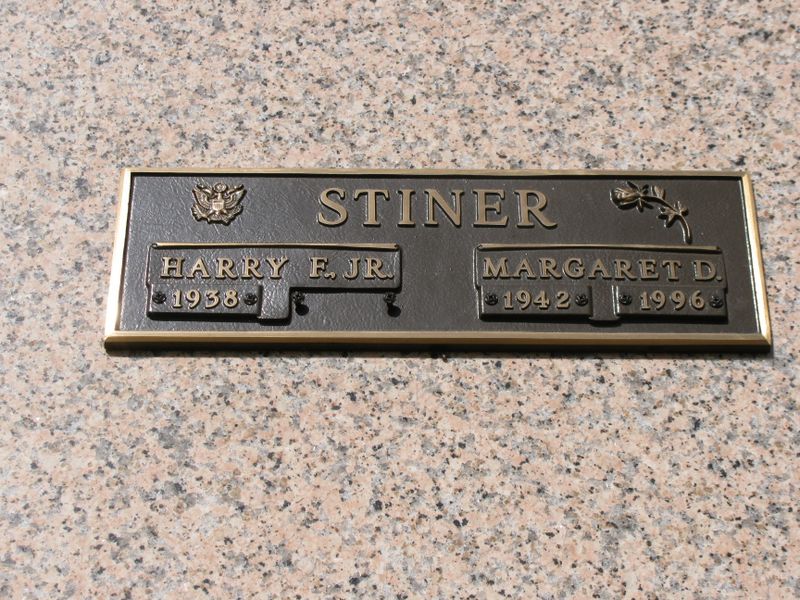 STINER
HARRY F., JR.
1938
MARGARET D.
1942 1996